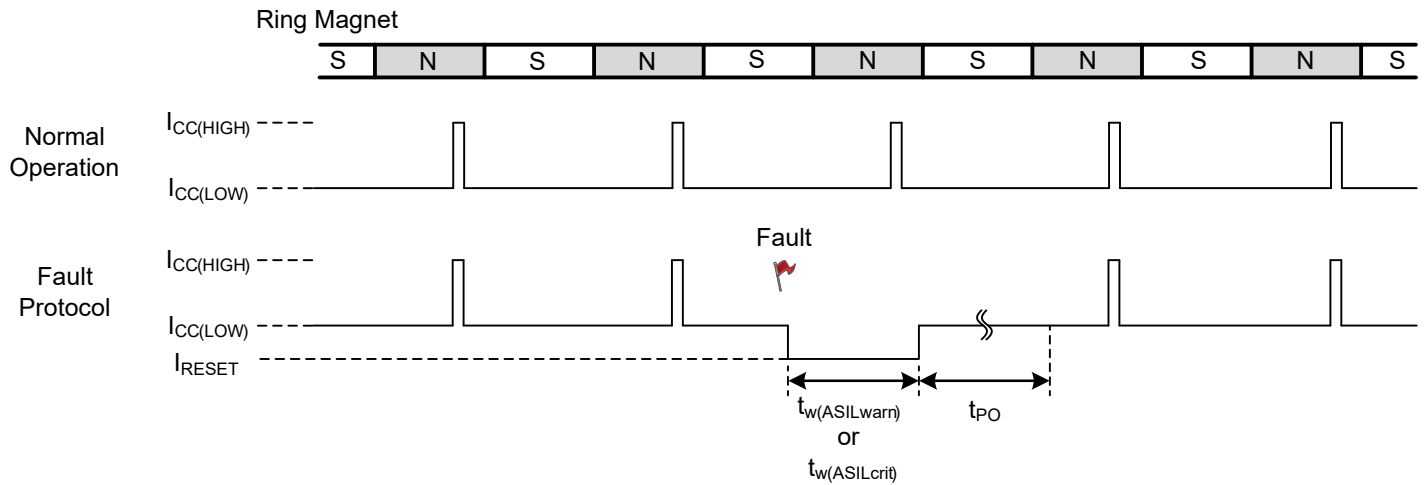 Ring Magnet
S N S N S N S N S N S
Normal
Operation
I_CC(HIGH)
I_CC(LOW)
Fault
Protocol
I_CC(HIGH)
I_CC(LOW)
I_RESET
Fault
t_w(ASILwarn)
or
t_w(ASILcrit)
t_PO